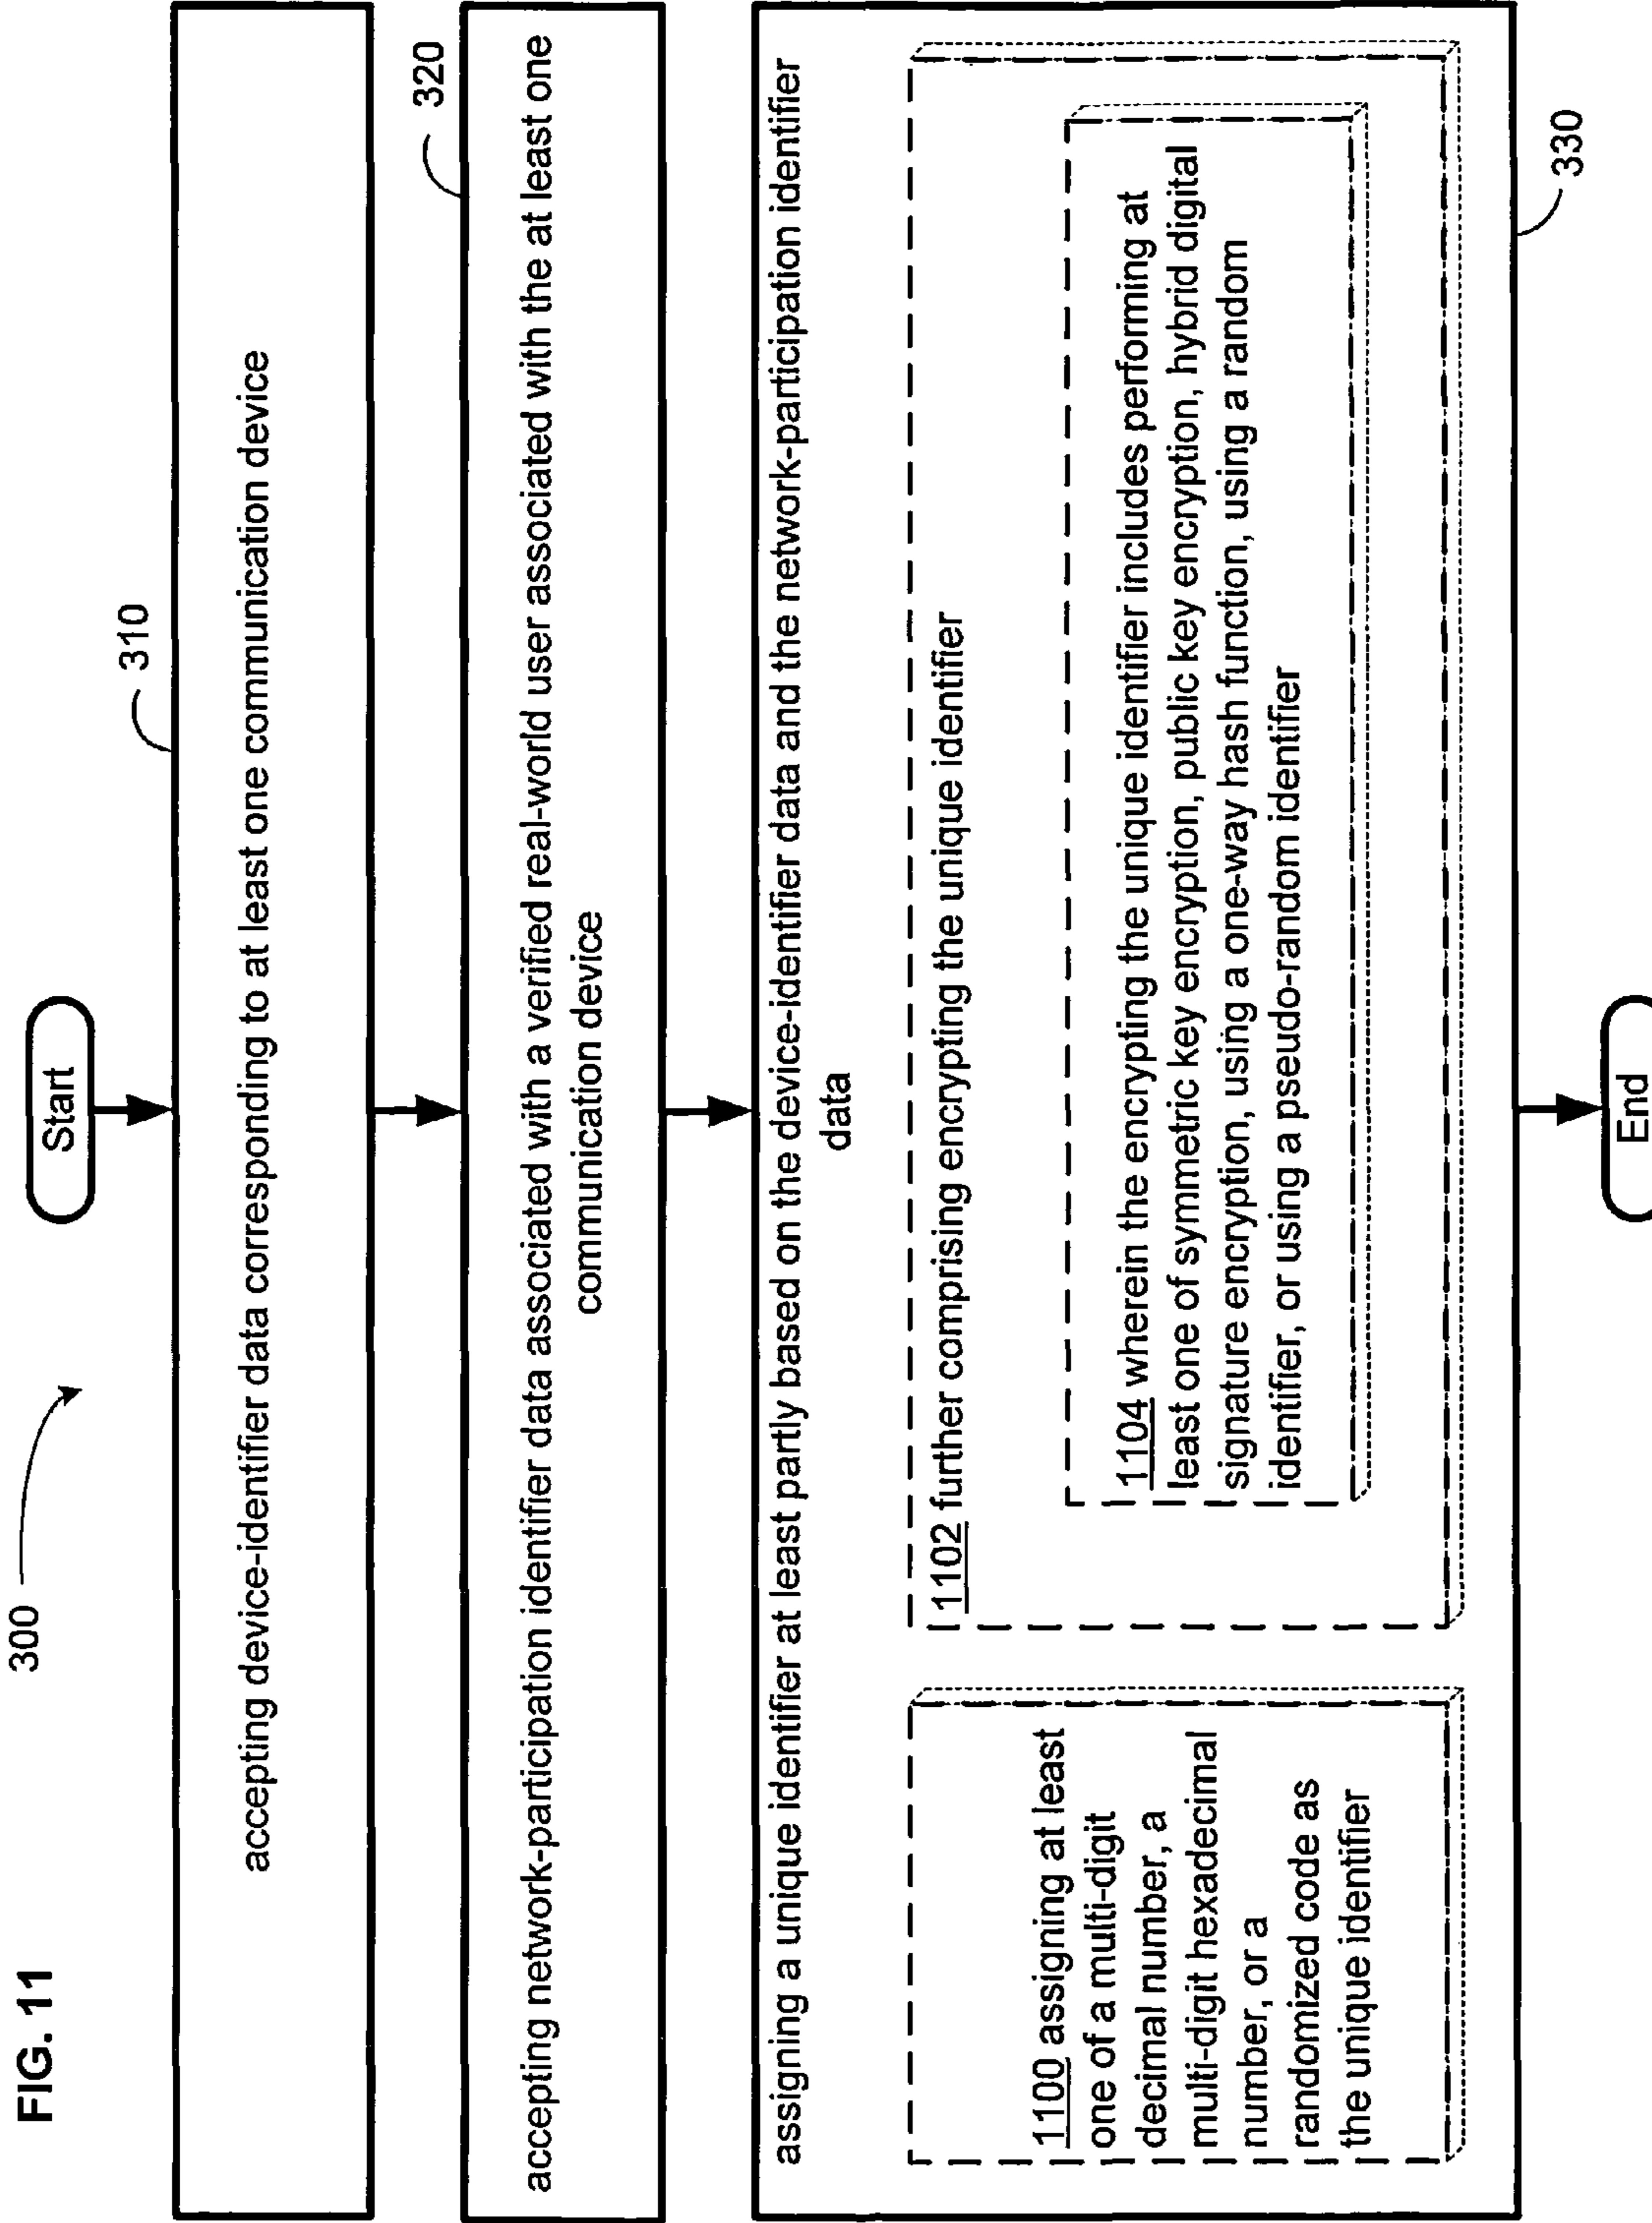 FIG. 11
300
Start
310
accepting device-identifier data corresponding to at least one communication device
320
accepting network-participation identifier data associated with a verified real-world user associated with the at least one
communication device
assigning a unique identifier at least partly based on the device-identifier data and the network-participation identifier
data
1100 assigning at least
one of a multi-digit
decimal number, a
multi-digit hexadecimal
number, or a
randomized code as
the unique identifier
1102 further comprising encrypting the unique identifier
1104 wherein the encrypting the unique identifier includes performing at
least one of symmetric key encryption, public key encryption, hybrid digital
signature encryption, using a one-way hash function, using a random
identifier, or using a pseudo-random identifier
330
End